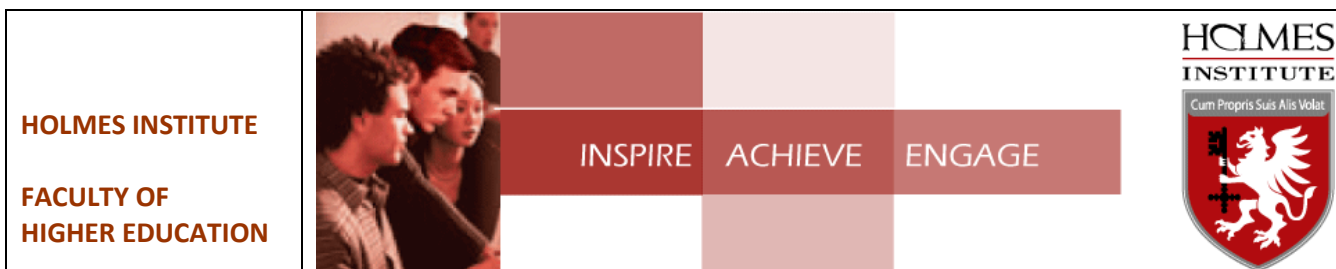 HOLMES INSTITUTE
FACULTY OF
HIGHER EDUCATION
INSPIRE ACHIEVE ENGAGE
HOLMES
INSTITUTE
Cum Propris Suis Alis Volat